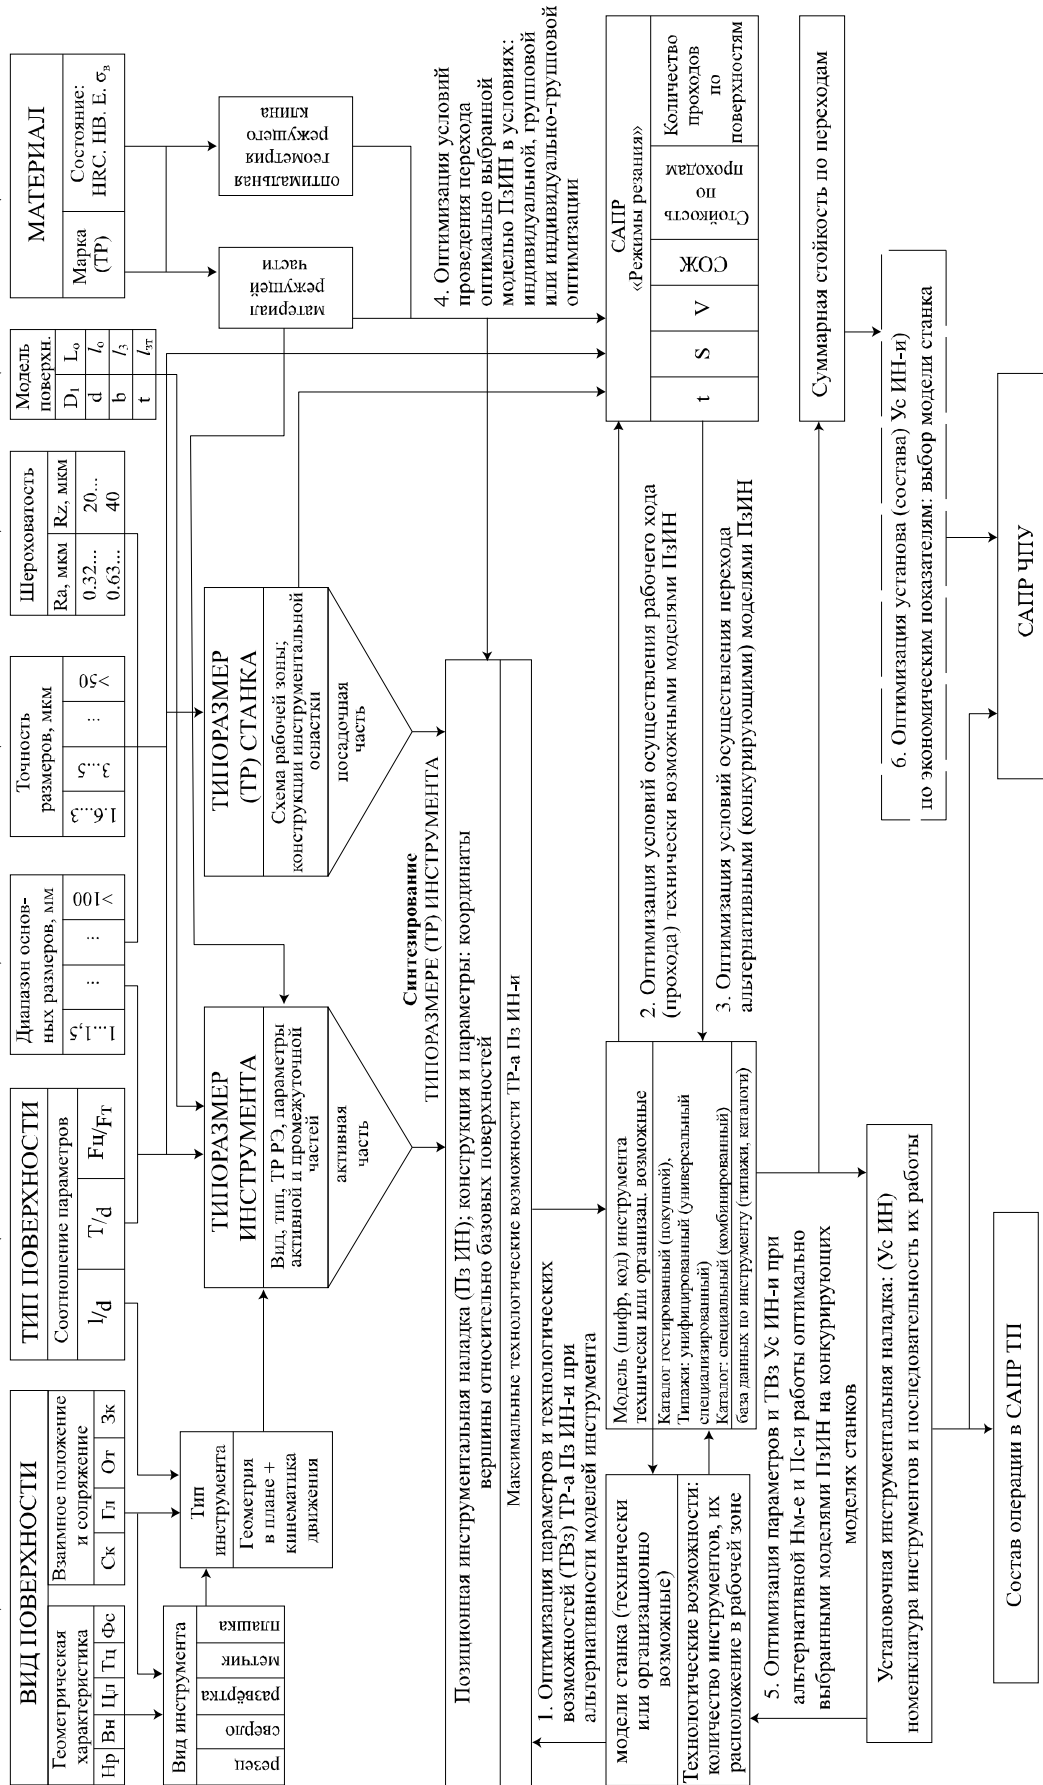 ВИД ПОВЕРХНОСТИ
Геометрическая
характеристика
Нр Вн Цл Тц Фс
Взаимное положение
и сопряжение
Ск Гл От Зк
ТИП ПОВЕРХНОСТИ
Соотношение параметров
l/d T/d Fц/Fт
Диапазон основ-
ных размеров, мм
1...1,5 ... ... >100
Точность
размеров, мкм
1.6...3 3...5 ... >50
Шероховатость
Ra, мкм Rz, мкм
0.32... 20...
0.63... 40
Модель
поверхн.
D1 Lо
d lо
b l3
t lзт
МАТЕРИАЛ
Марка
(ТР)
Состояние:
HRC. HB. E. σв
Вид инструмента
резец
сверло
развёртка
метчик
плашка
Тип
инструмента
Геометрия
в плане +
кинематика
движения
ТИПОРАЗМЕР
ИНСТРУМЕНТА
Вид, тип, ТР РЭ, параметры
активной и промежуточной
частей
активная
часть
ТИПОРАЗМЕР
(ТР) СТАНКА
Схема рабочей зоны;
конструкции инструментальной
оснастки
посадочная
часть
материал
режущей
части
оптимальная
геометрия
режущего
клина
Синтезирование
ТИПОРАЗМЕРЕ (ТР) ИНСТРУМЕНТА
Позиционная инструментальная наладка (Пз ИН); конструкция и параметры: координаты
вершины относительно базовых поверхностей
Максимальные технологические возможности ТР-а Пз ИН-и
4. Оптимизация условий
проведения перехода
оптимально выбранной
моделью ПзИН в условиях:
индивидуальной, групповой
или индивидуально-групповой
оптимизации
1. Оптимизация параметров и технологических
возможностей (ТВз) ТР-а Пз ИН-и при
альтернативности моделей инструмента
модели станка (технически
или организационно
возможные)
Технологические возможности:
количество инструментов, их
расположение в рабочей зоне
Модель (шифр, код) инструмента
технически или организац. возможные
Каталог гостированный (покупной),
Типажи: унифицированный (универсальный
специализированный)
Каталог: специальный (комбинированный)
база данных по инструменту (типажи, каталоги)
2. Оптимизация условий осуществления рабочего хода
(прохода) технически возможными моделями ПзИН
3. Оптимизация условий осуществления перехода
альтернативными (конкурирующими) моделями ПзИН
САПР
«Режимы резания»
t
S
V
СОЖ
Стойкость
по
проходам
Количество
проходов
по
поверхностям
5. Оптимизация параметров и ТВз Ус ИН-и при
альтернативной Нм-е и Пс-и работы оптимально
выбранными моделями ПзИН на конкурирующих
моделях станков
Суммарная стойкость по переходам
Установочная инструментальная наладка: (Ус ИН)
номенклатура инструментов и последовательность их работы
6. Оптимизация установа (состава) Ус ИН-и)
по экономическим показателям: выбор модели станка
Состав операции в САПР ТП
САПР ЧПУ